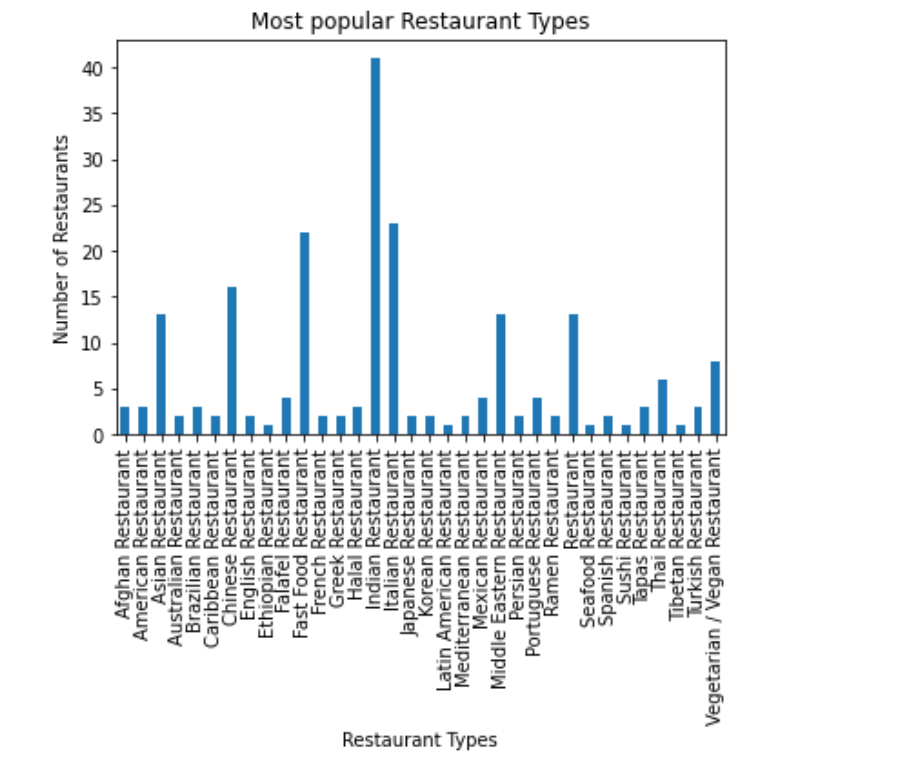 Most popular Restaurant Types
Number of Restaurants
40
35
30
25
20
15
10
5
0
Afghan Restaurant
American Restaurant
Asian Restaurant
Australian Restaurant
Brazilian Restaurant
Caribbean Restaurant
Chinese Restaurant
English Restaurant
Ethiopian Restaurant
Falafel Restaurant
Fast Food Restaurant
French Restaurant
Greek Restaurant
Halal Restaurant
Indian Restaurant
Italian Restaurant
Japanese Restaurant
Korean Restaurant
Latin American Restaurant
Mediterranean Restaurant
Mexican Restaurant
Middle Eastern Restaurant
Persian Restaurant
Portuguese Restaurant
Ramen Restaurant
Restaurant
Seafood Restaurant
Spanish Restaurant
Sushi Restaurant
Tapas Restaurant
Thai Restaurant
Tibetan Restaurant
Turkish Restaurant
Vegetarian / Vegan Restaurant
Restaurant Types